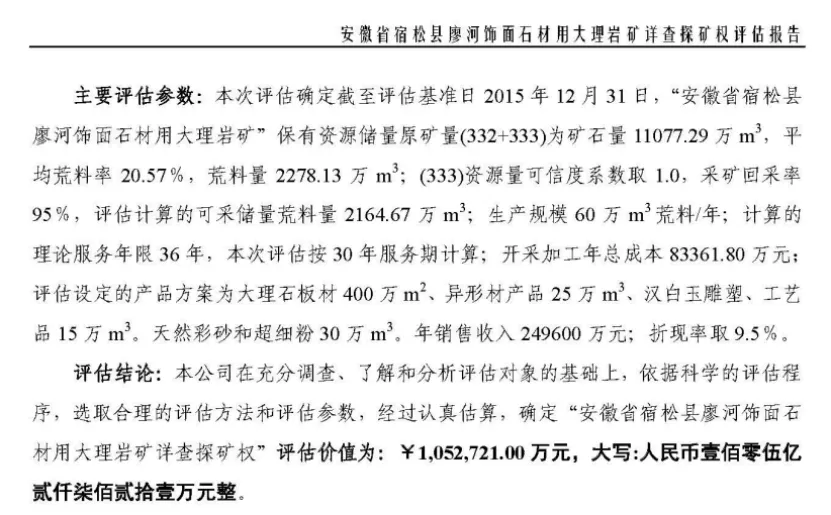 安徽省宿松县廖河饰面石材用大理岩矿详查探矿权评估报告
主要评估参数：本次评估确定截至评估基准日 2015 年 12 月 31 日，“安徽省宿松县
廖河饰面石材用大理岩矿”保有资源储量原矿量(332+333)为矿石量 11077.29 万 m³，平
均荒料率 20.57%，荒料量 2278.13 万 m³；(333)资源量可信度系数取 1.0，采矿回采率
95%，评估计算的可采储量荒料量 2164.67 万 m³；生产规模 60 万 m³荒料/年；计算的
理论服务年限 36 年，本次评估按 30 年服务期计算；开采加工年总成本 83361.80 万元；
评估设定的产品方案为大理石板材 400 万 m²、异形材产品 25 万 m³、汉白玉雕塑、工艺
品 15 万 m³。天然彩砂和超细粉 30 万 m³。年销售收入 249600 万元；折现率取 9.5%。
评估结论：本公司在充分调查、了解和分析评估对象的基础上，依据科学的评估程
序，选取合理的评估方法和评估参数，经过认真估算，确定“安徽省宿松县廖河饰面石
材用大理岩矿详查探矿权”评估价值为：￥1,052,721.00 万元，大写:人民币壹佰零伍亿
贰仟柒佰贰拾壹万元整。